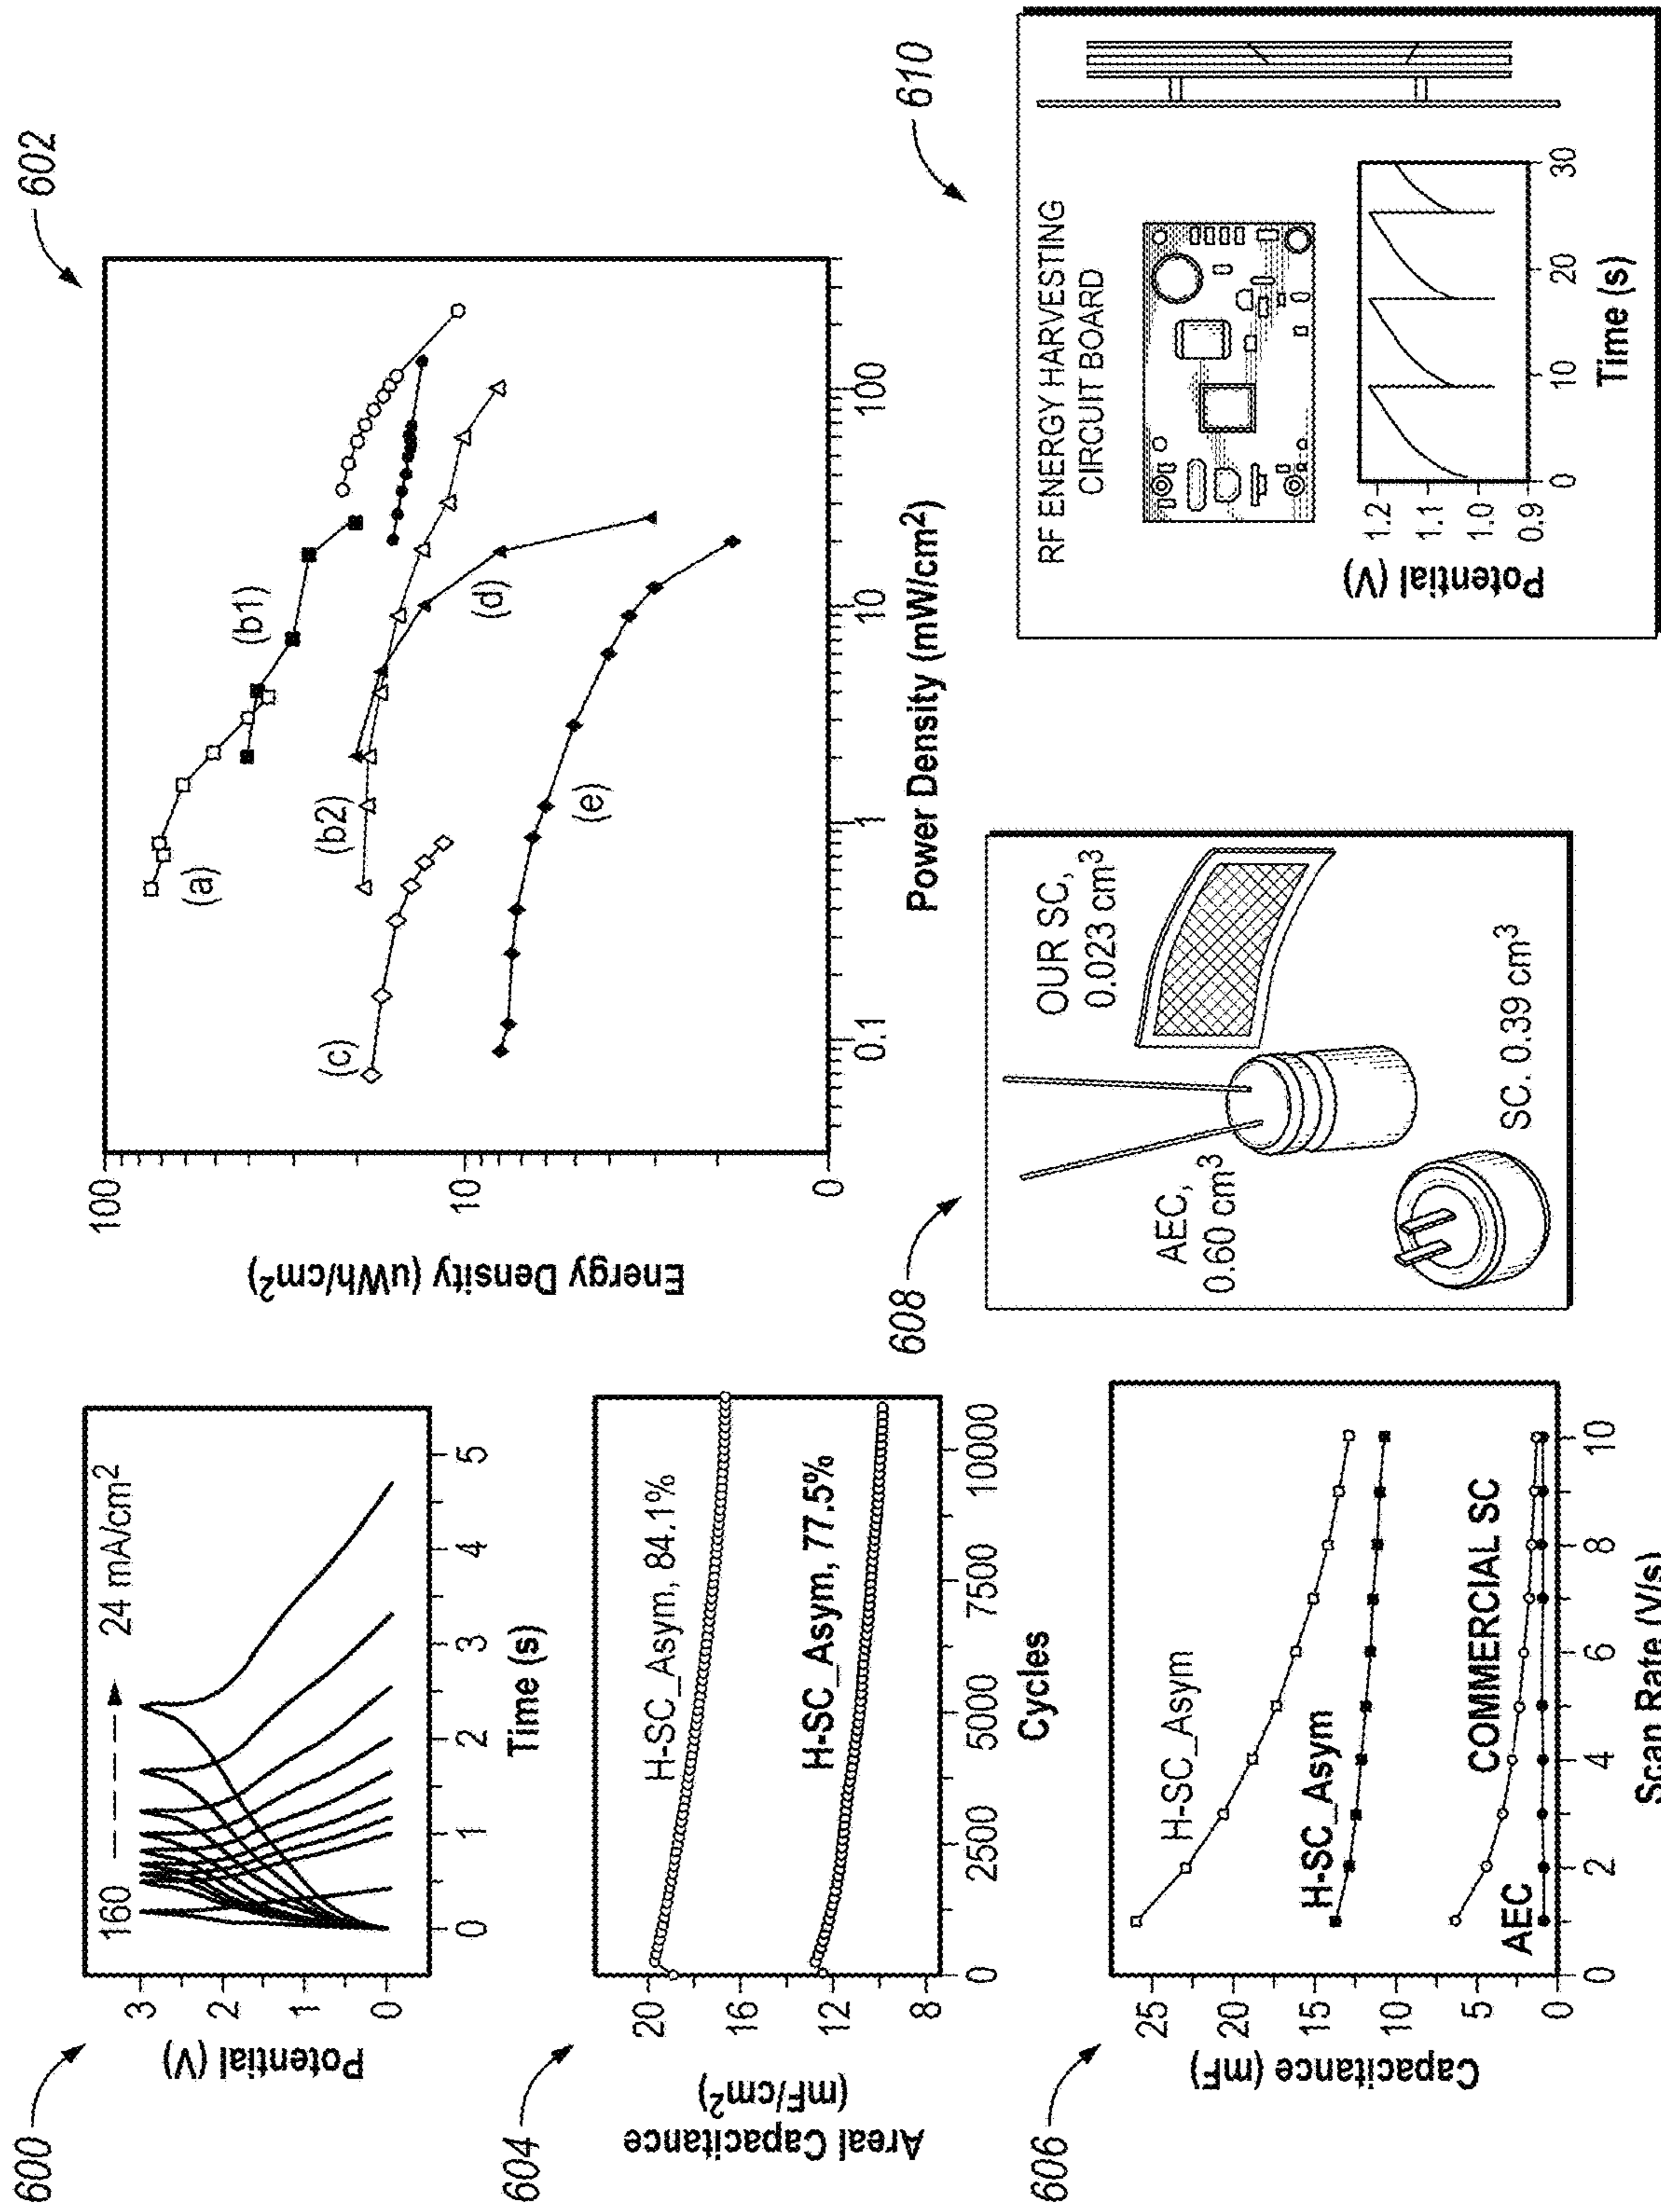 600
160 24 mA/cm²
3
2
1
0
Potential (V)
0 1 2 3 4 5
Time (s)
602
100
10
0
Energy Density (uWh/cm²)
(a)
(b1)
(b2)
(c)
(d)
(e)
0.1 1 10 100
Power Density (mW/cm²)
604
H-SC_Asym, 84.1%
H-SC_Asym, 77.5%
20
16
12
8
Areal Capacitance
(mF/cm²)
0 2500 5000 7500 10000
Cycles
606
H-SC_Asym
H-SC_Asym
COMMERCIAL SC
AEC
25
20
15
10
5
0
Capacitance (mF)
0 2 4 6 8 10
Scan Rate (V/s)
608
AEC,
0.60 cm³
OUR SC,
0.023 cm³
SC. 0.39 cm³
610
RF ENERGY HARVESTING
CIRCUIT BOARD
1.2
1.1
1.0
0.9
Potential (V)
0 10 20 30
Time (s)